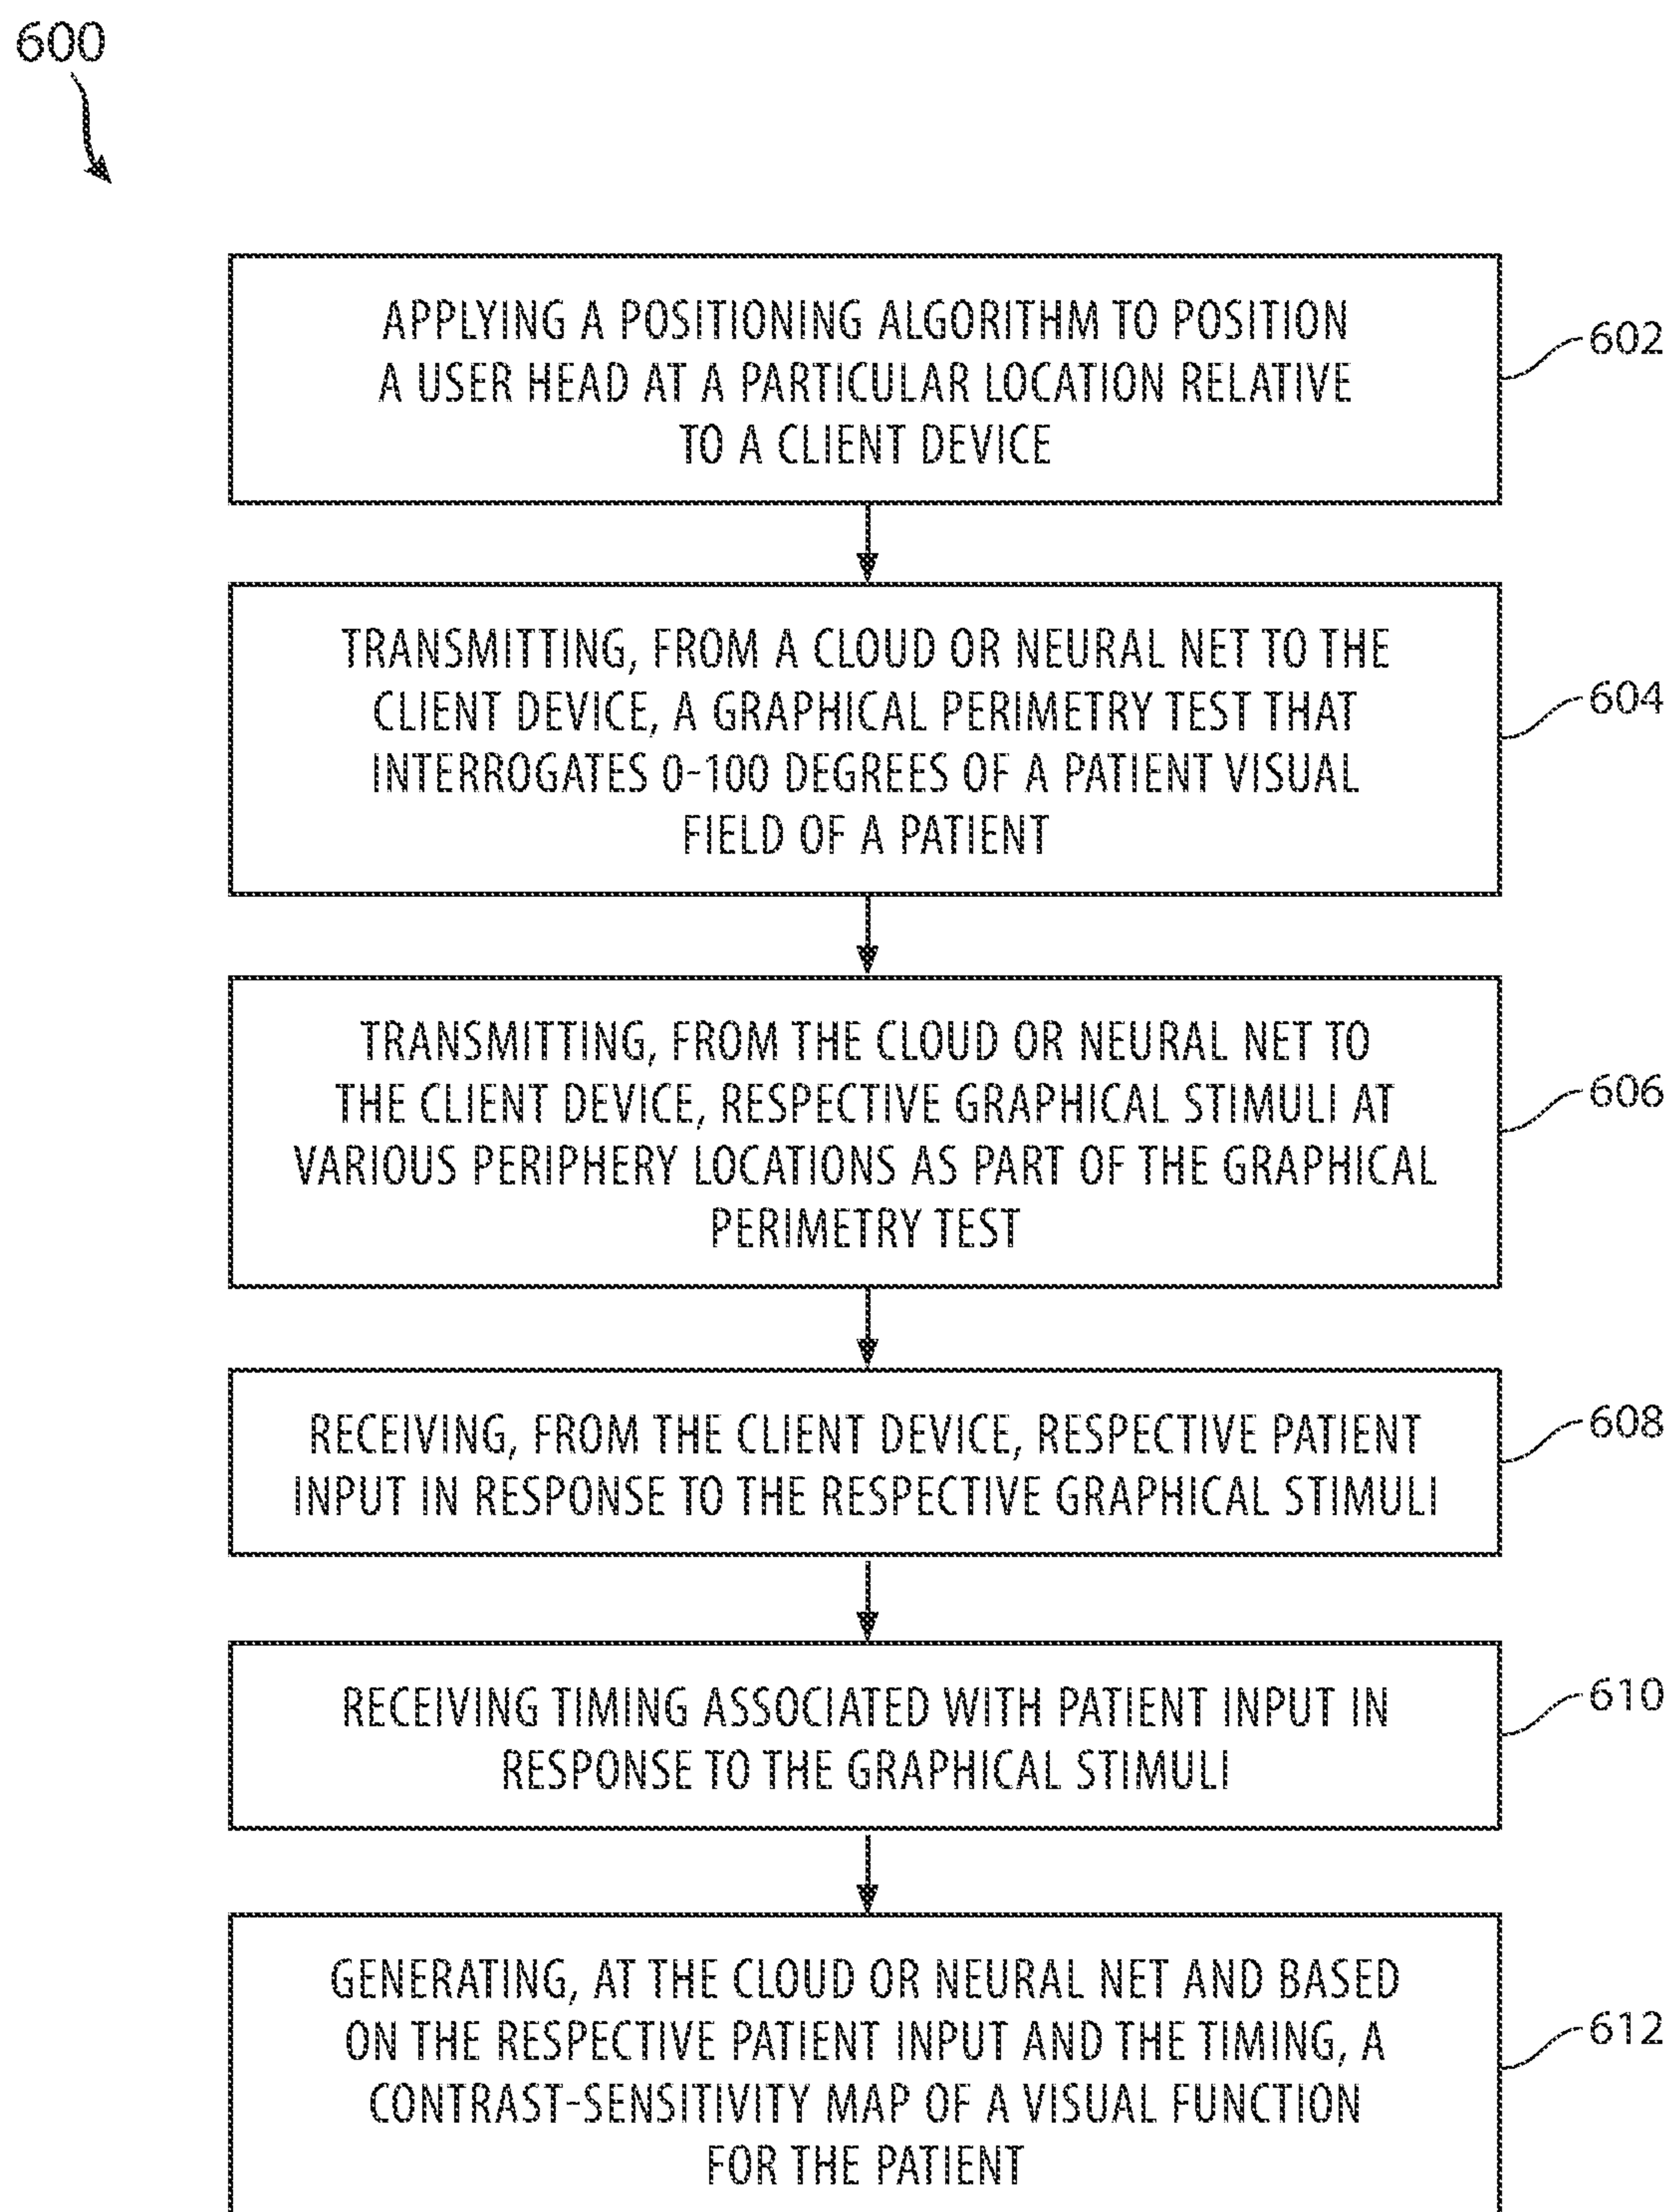 600
APPLYING A POSITIONING ALGORITHM TO POSITION
A USER HEAD AT A PARTICULAR LOCATION RELATIVE
TO A CLIENT DEVICE
602
TRANSMITTING, FROM A CLOUD OR NEURAL NET TO THE
CLIENT DEVICE, A GRAPHICAL PERIMETRY TEST THAT
INTERROGATES 0-100 DEGREES OF A PATIENT VISUAL
FIELD OF A PATIENT
604
TRANSMITTING, FROM THE CLOUD OR NEURAL NET TO
THE CLIENT DEVICE, RESPECTIVE GRAPHICAL STIMULI AT
VARIOUS PERIPHERY LOCATIONS AS PART OF THE GRAPHICAL
PERIMETRY TEST
606
RECEIVING, FROM THE CLIENT DEVICE, RESPECTIVE PATIENT
INPUT IN RESPONSE TO THE RESPECTIVE GRAPHICAL STIMULI
608
RECEIVING TIMING ASSOCIATED WITH PATIENT INPUT IN
RESPONSE TO THE GRAPHICAL STIMULI
610
GENERATING, AT THE CLOUD OR NEURAL NET AND BASED
ON THE RESPECTIVE PATIENT INPUT AND THE TIMING, A
CONTRAST-SENSITIVITY MAP OF A VISUAL FUNCTION
FOR THE PATIENT
612